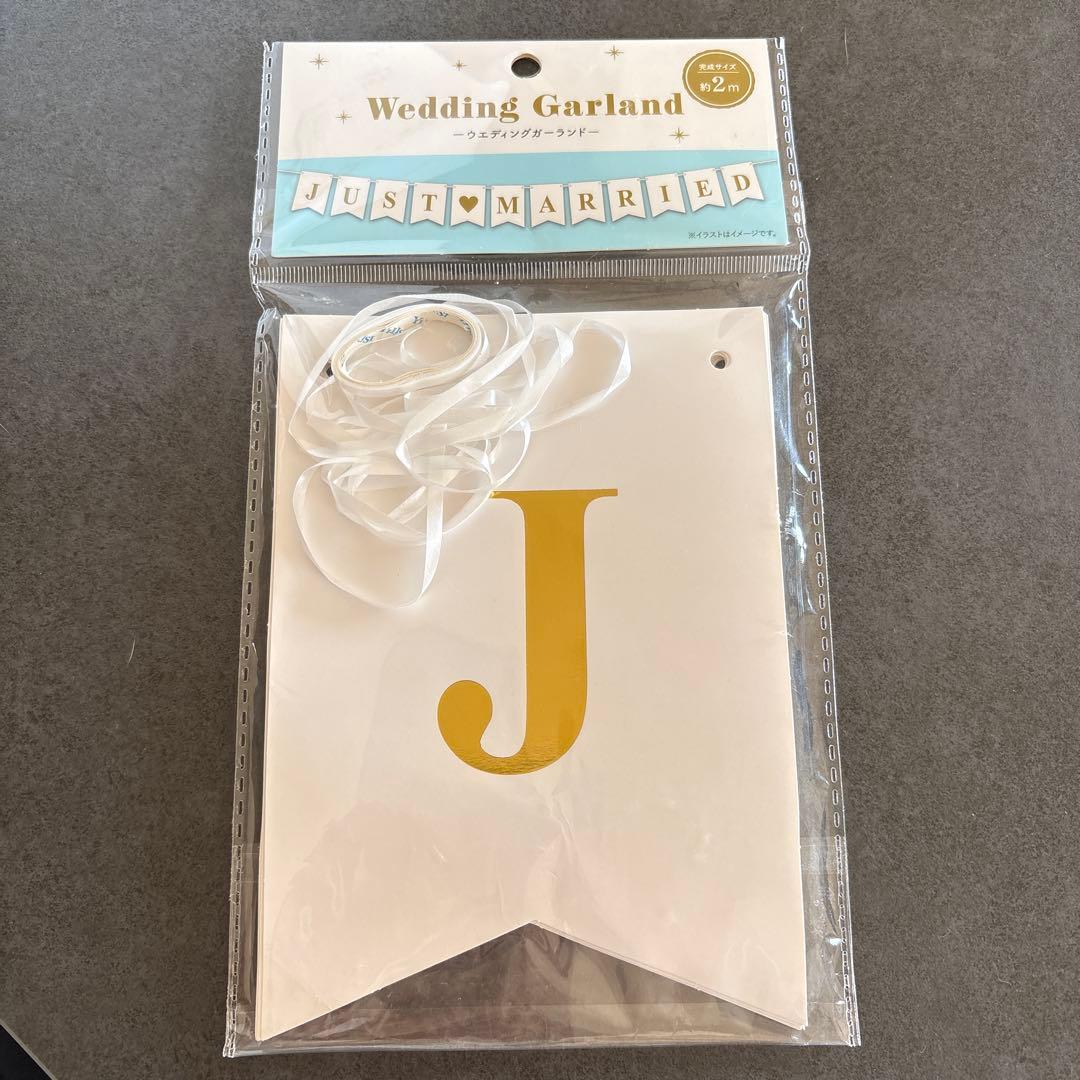 完成サイズ
約2m
Wedding Garland
ーウエディングガーランドー
JUST♥MARRIED
※イラストはイメージです。
J